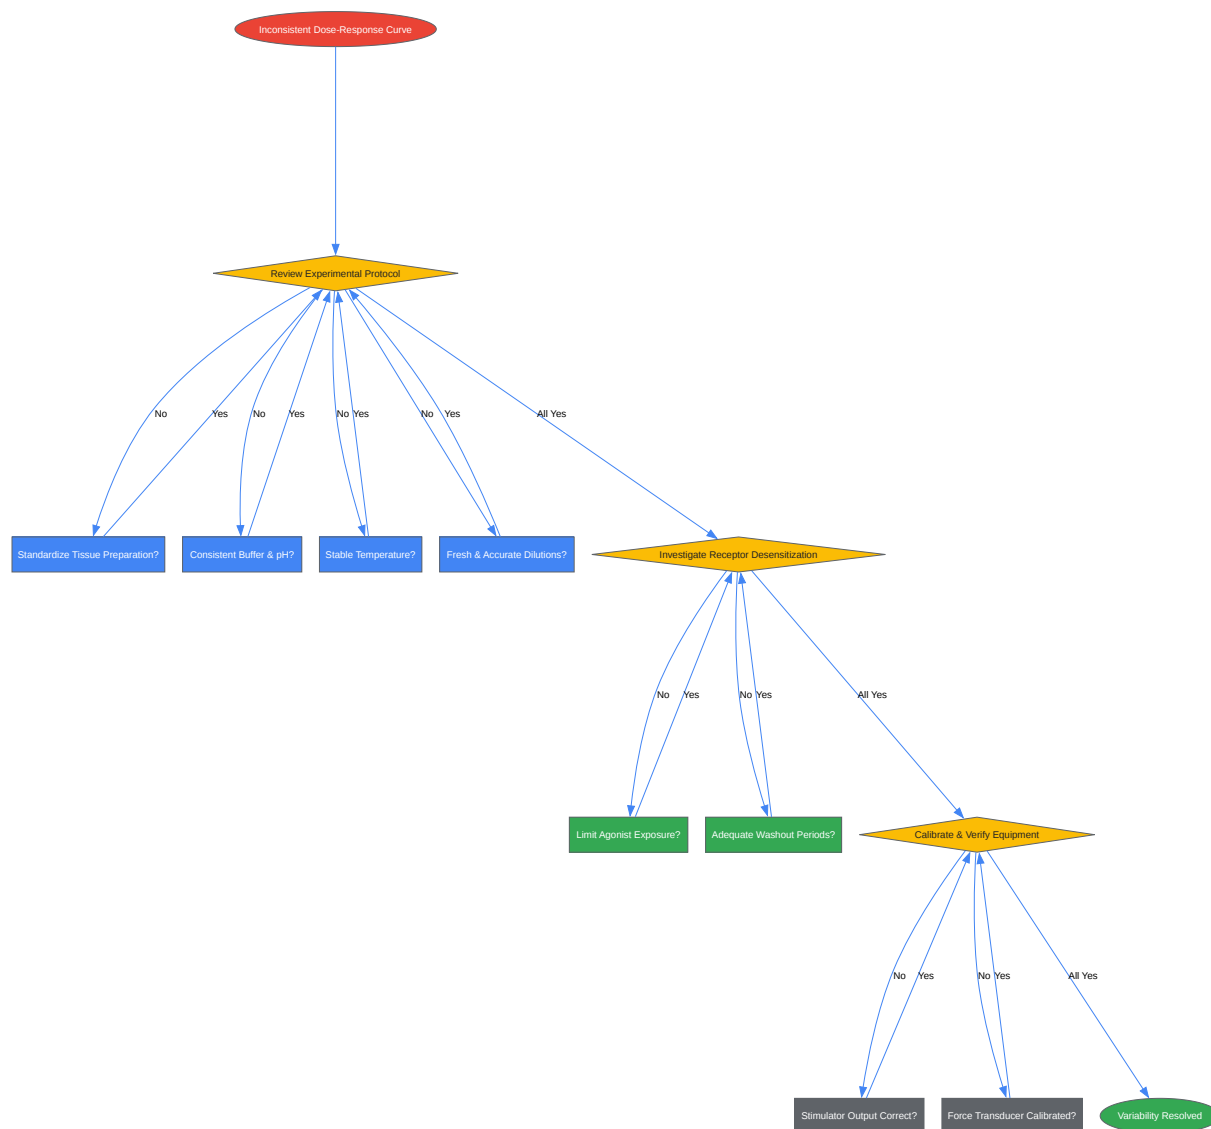 Inconsistent Dose-Response Curve
Review Experimental Protocol
No
Yes
No
Yes
No
Yes
No
Yes
All Yes
Standardize Tissue Preparation?
Consistent Buffer & pH?
Stable Temperature?
Fresh & Accurate Dilutions?
Investigate Receptor Desensitization
No
Yes
No
Yes
All Yes
Limit Agonist Exposure?
Adequate Washout Periods?
Calibrate & Verify Equipment
No
Yes
No
Yes
All Yes
Stimulator Output Correct?
Force Transducer Calibrated?
Variability Resolved